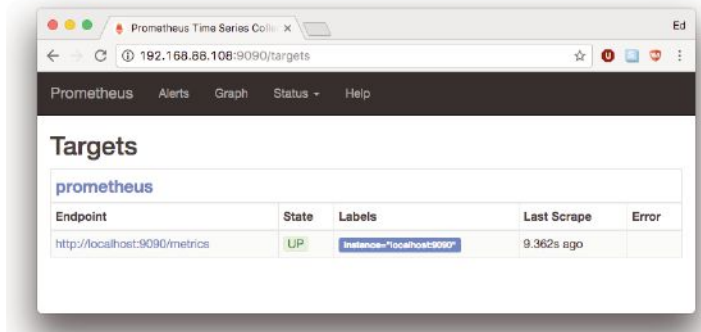 Prometheus Time Series Colle
Ed
192.168.88.108:9090/targets
Prometheus Alerts Graph Status Help
Targets
prometheus
Endpoint State Labels Last Scrape Error
http://localhost:9090/metrics UP instance="localhost:9090" 9.362s ago